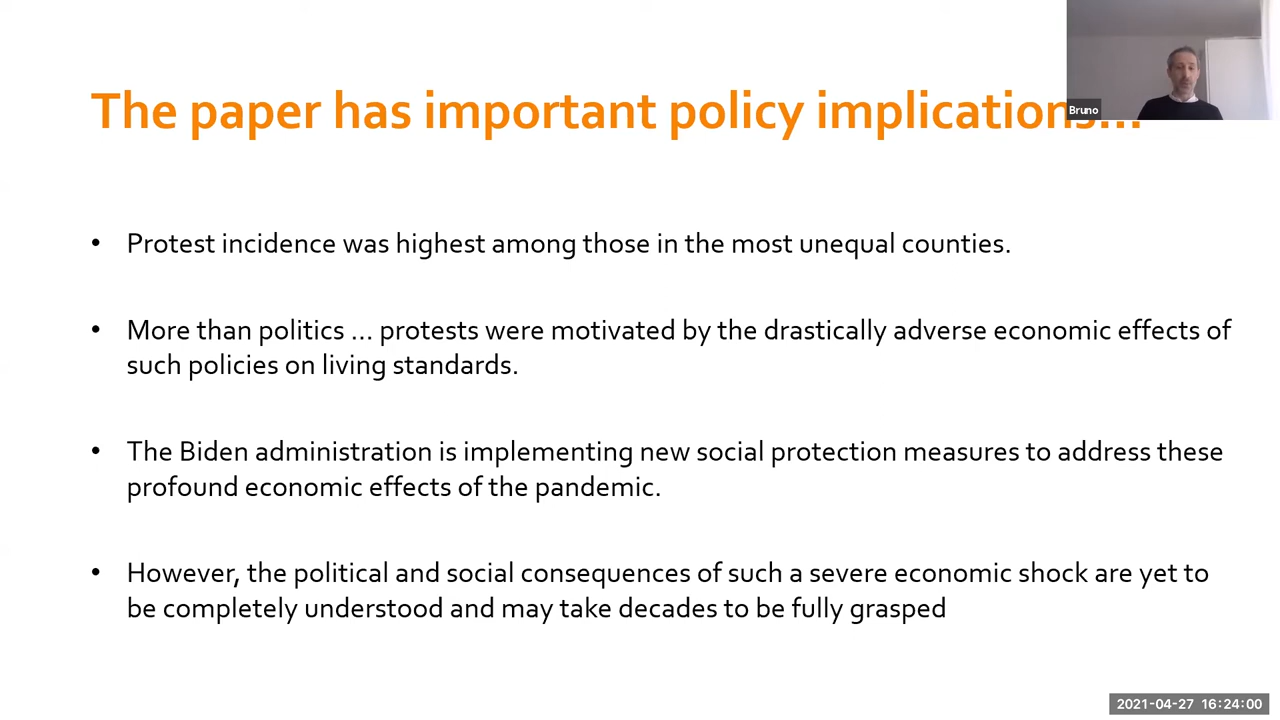 The paper has important policy implications...
Bruno
• Protest incidence was highest among those in the most unequal counties.
• More than politics ... protests were motivated by the drastically adverse economic effects of
such policies on living standards.
• The Biden administration is implementing new social protection measures to address these
profound economic effects of the pandemic.
• However, the political and social consequences of such a severe economic shock are yet to
be completely understood and may take decades to be fully grasped
2021-04-27 16:24:00